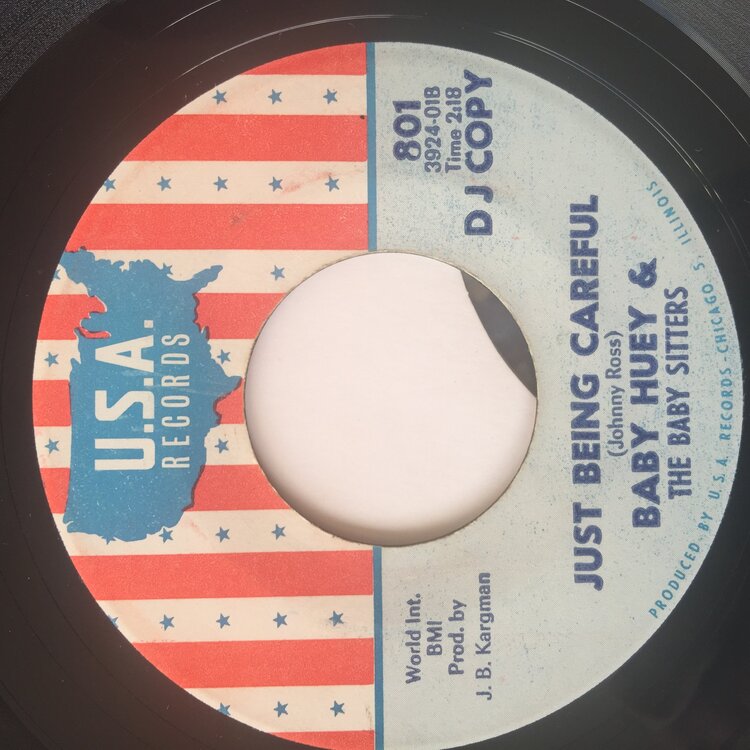 U.S.A.
RECORDS
World Int.
BMI
Prod. by
J. B. Kargman
801
3924-01B
Time 2:18
DJ COPY
JUST BEING CAREFUL
(Johnny Ross)
BABY HUEY &
THE BABY SITTERS
PRODUCED BY U.S.A. RECORDS-CHICAGO 5, ILLINOIS